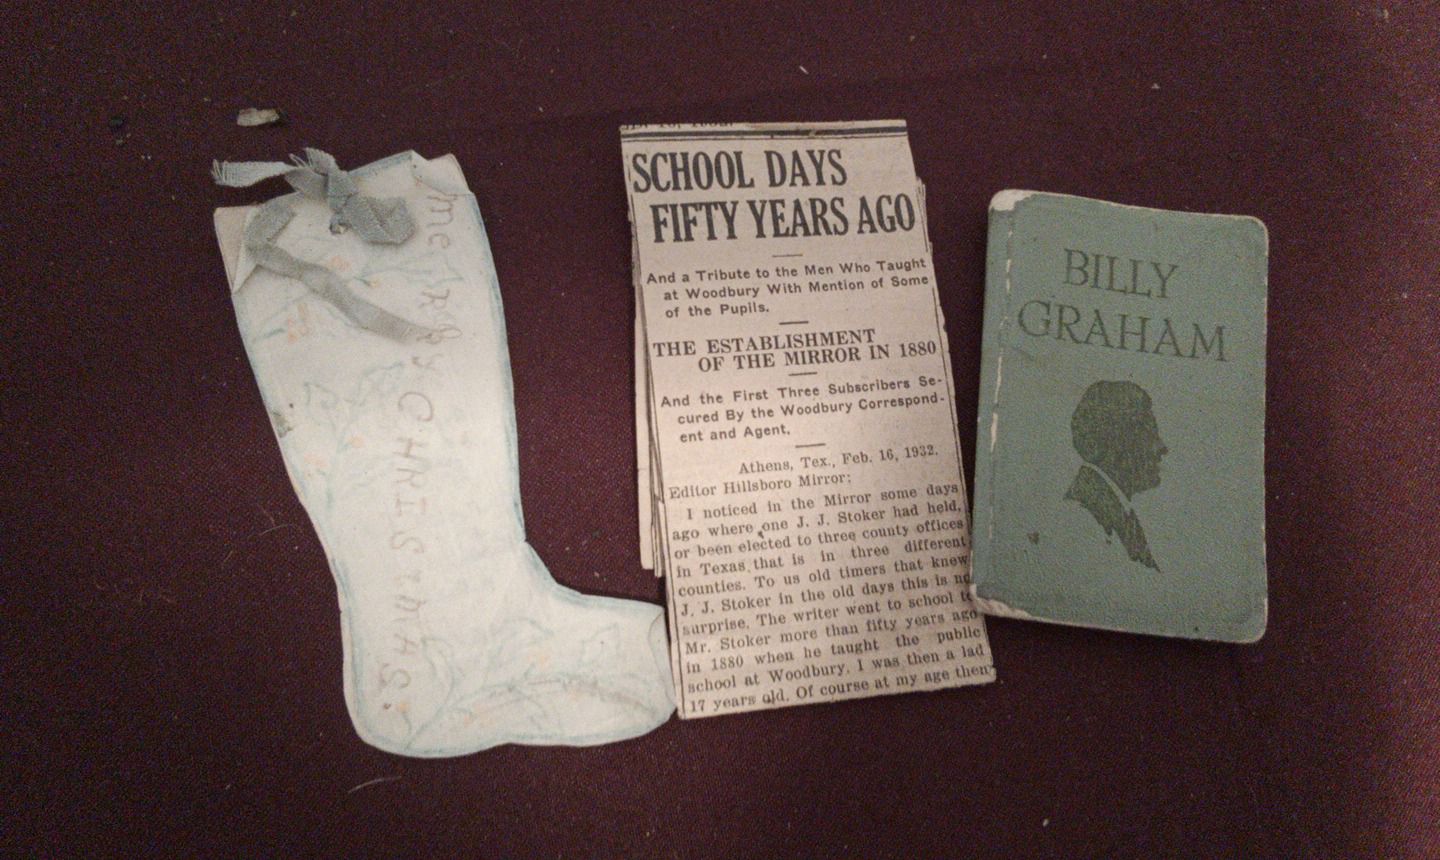 MERRY CHRISTMAS.
SCHOOL DAYS
FIFTY YEARS AGO
And a Tribute to the Men Who Taught
at Woodbury With Mention of Some
of the Pupils.
THE ESTABLISHMENT
OF THE MIRROR IN 1880
And the First Three Subscribers Se-
cured By the Woodbury Correspond-
ent and Agent.
Athens, Tex., Feb. 16, 1932.
Editor Hillsboro Mirror:
I noticed in the Mirror some days
ago where one J. J. Stoker had held,
or been elected to three county offices
in Texas that is in three different
counties. To us old timers that knew
J. J. Stoker in the old days this is no
surprise. The writer went to school to
Mr. Stoker more than fifty years ago
in 1880 when he taught the public
school at Woodbury. I was then a lad
17 years old. Of course at my age then
BILLY
GRAHAM